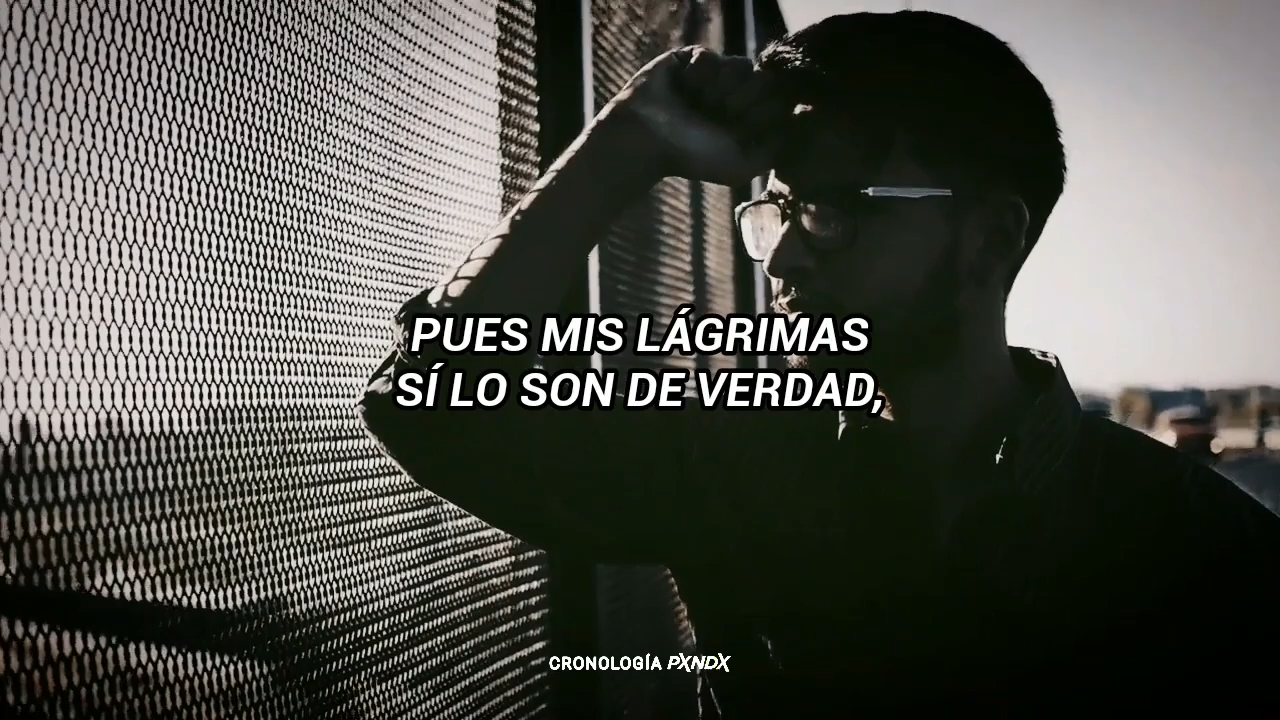 PUES MIS LÁGRIMAS
SÍ LO SON DE VERDAD,
CRONOLOGÍA PXNDX